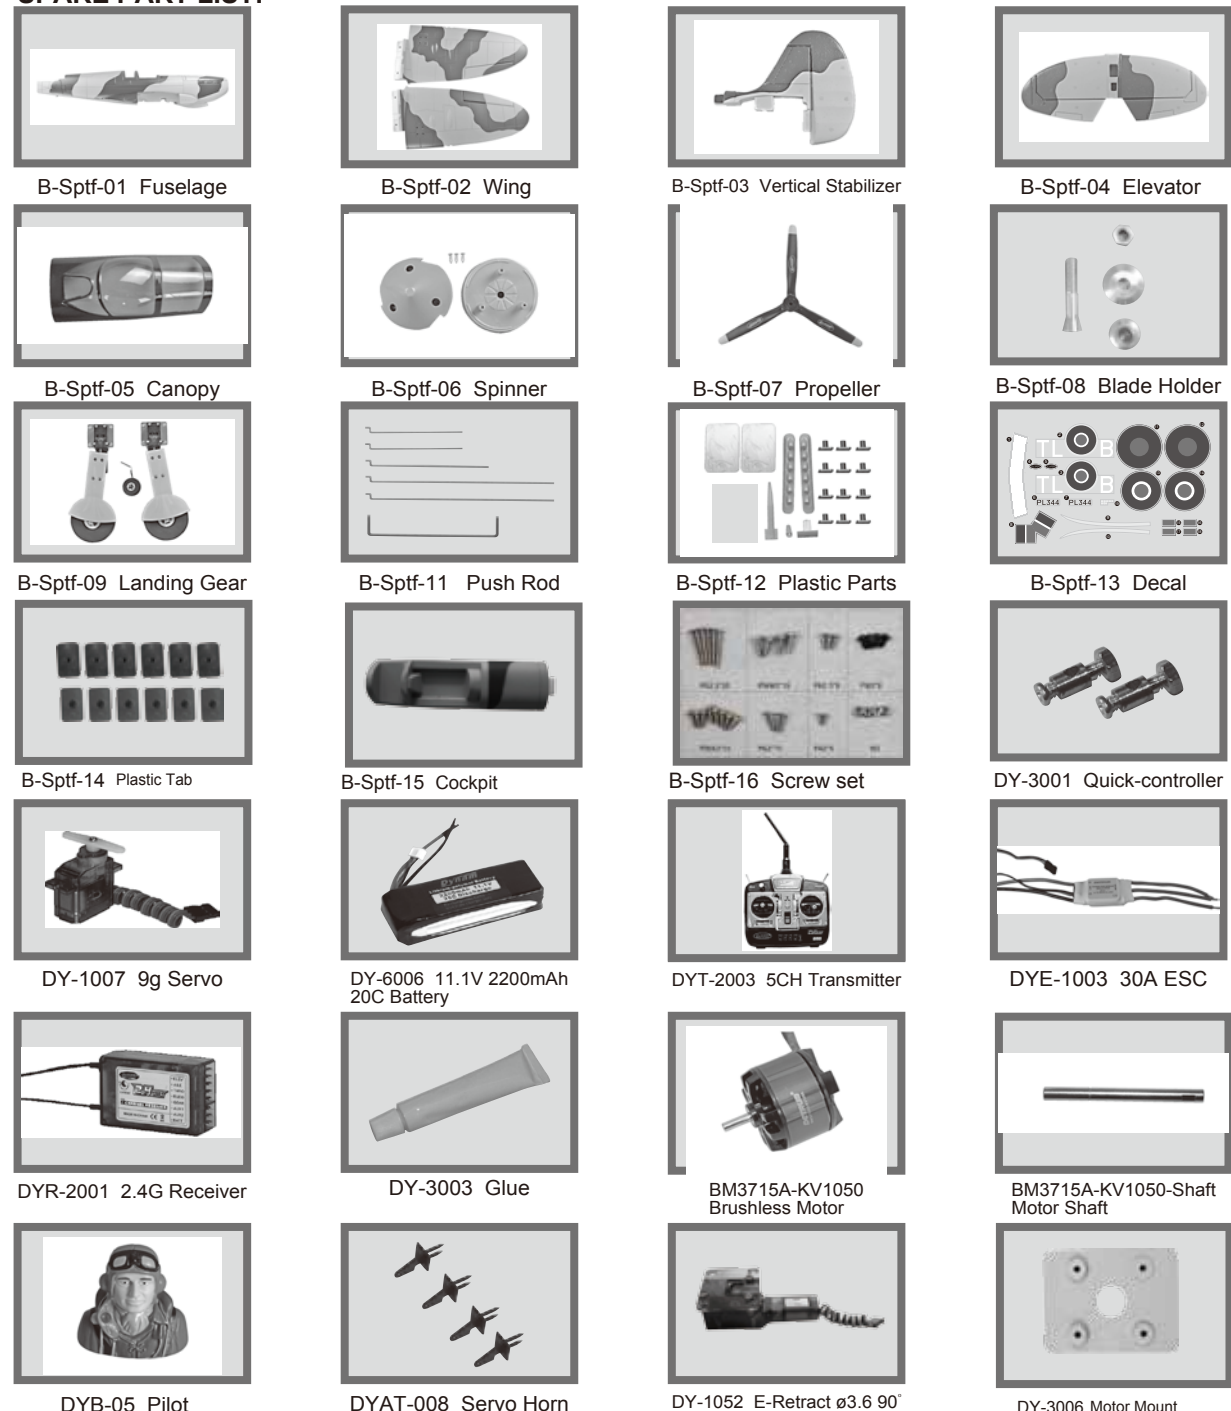 SPARE PART LIST:
B-Sptf-01 Fuselage
B-Sptf-02 Wing
B-Sptf-03 Vertical Stabilizer
B-Sptf-04 Elevator
B-Sptf-05 Canopy
B-Sptf-06 Spinner
B-Sptf-07 Propeller
B-Sptf-08 Blade Holder
TL B
TL B
PL344 PL344
B-Sptf-09 Landing Gear
B-Sptf-11 Push Rod
B-Sptf-12 Plastic Parts
B-Sptf-13 Decal
B-Sptf-14 Plastic Tab
B-Sptf-15 Cockpit
B-Sptf-16 Screw set
DY-3001 Quick-controller
DY-1007 9g Servo
DY-6006 11.1V 2200mAh
20C Battery
DYT-2003 5CH Transmitter
DYE-1003 30A ESC
DYR-2001 2.4G Receiver
DY-3003 Glue
BM3715A-KV1050
Brushless Motor
BM3715A-KV1050-Shaft
Motor Shaft
DYB-05 Pilot
DYAT-008 Servo Horn
DY-1052 E-Retract ø3.6 90°
DY-3006 Motor Mount